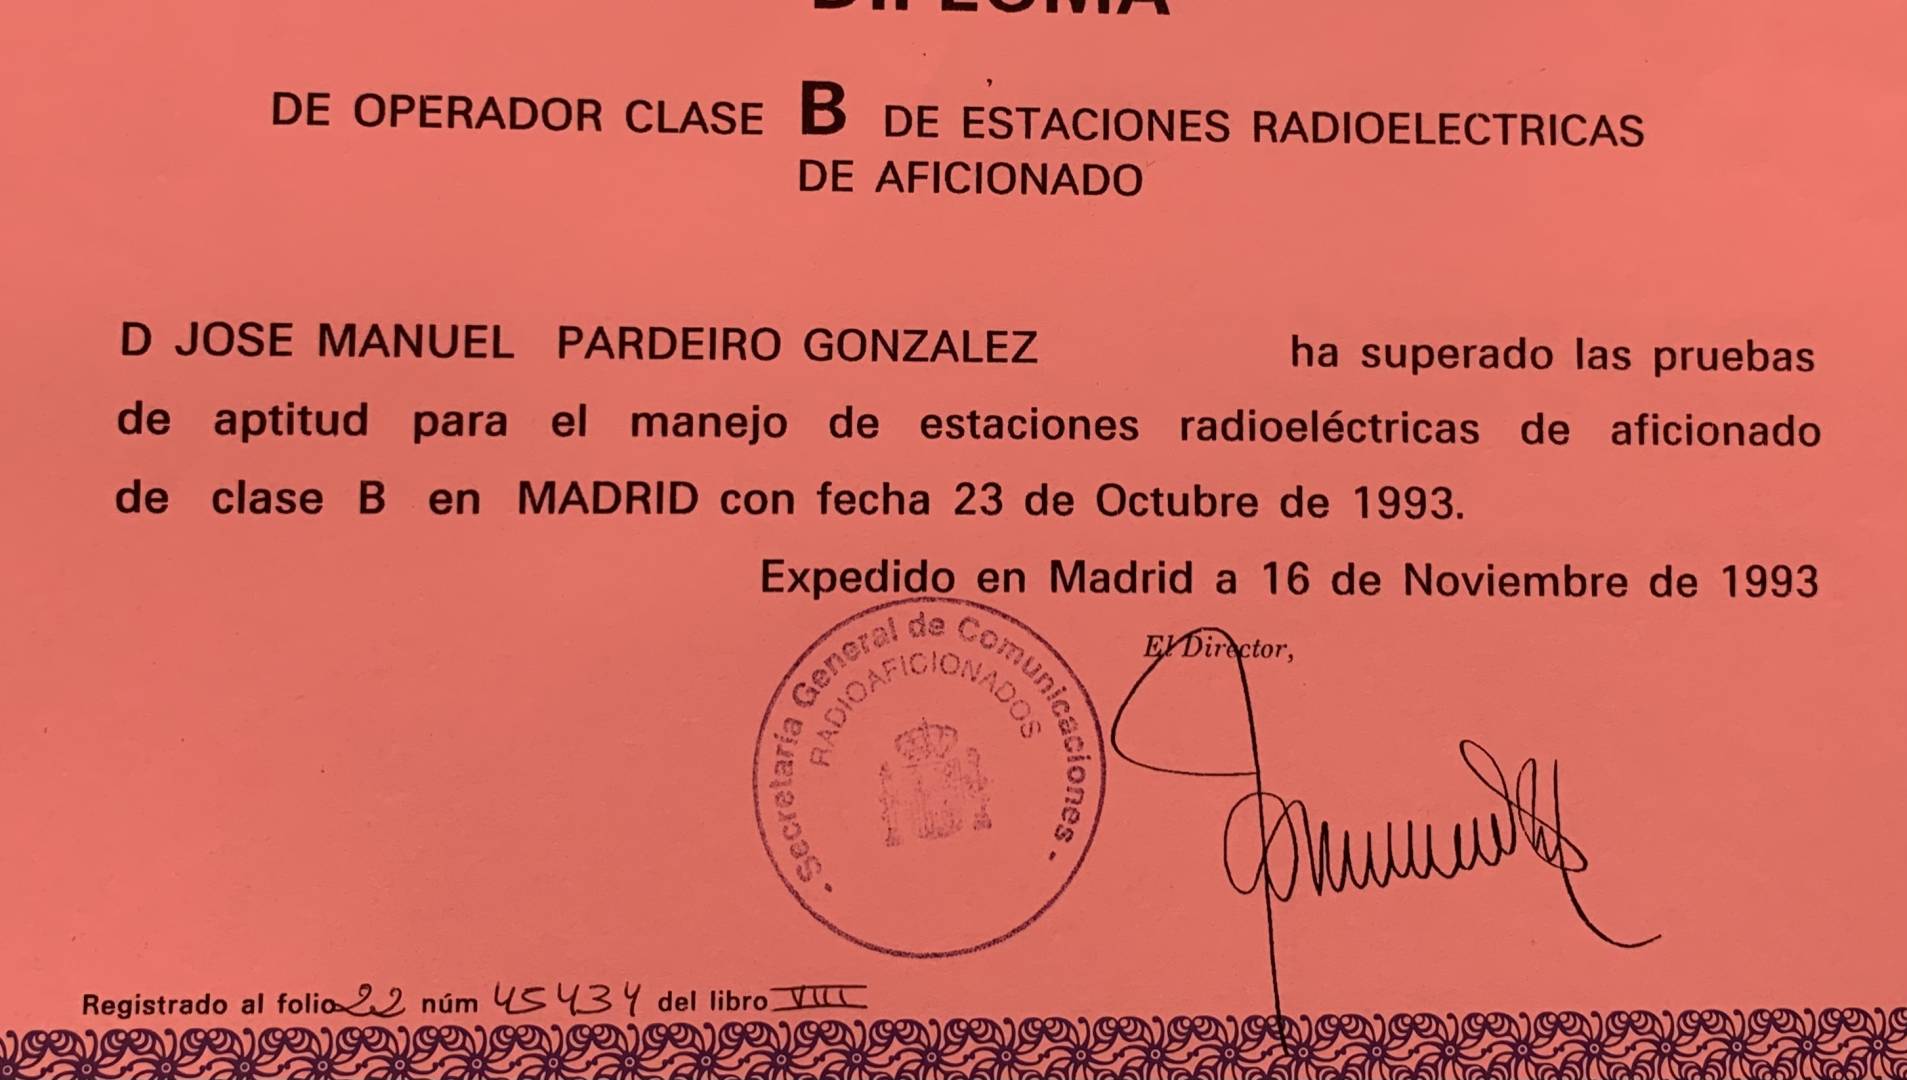 DIPLOMA
DE OPERADOR CLASE B DE ESTACIONES RADIOELECTRICAS
DE AFICIONADO
D JOSE MANUEL PARDEIRO GONZALEZ ha superado las pruebas
de aptitud para el manejo de estaciones radioeléctricas de aficionado
de clase B en MADRID con fecha 23 de Octubre de 1993.
Expedido en Madrid a 16 de Noviembre de 1993
El Director,
· Secretaría General de Comunicaciones ·
RADIOAFICIONADOS
Registrado al folio 22 núm 45434 del libro VIII